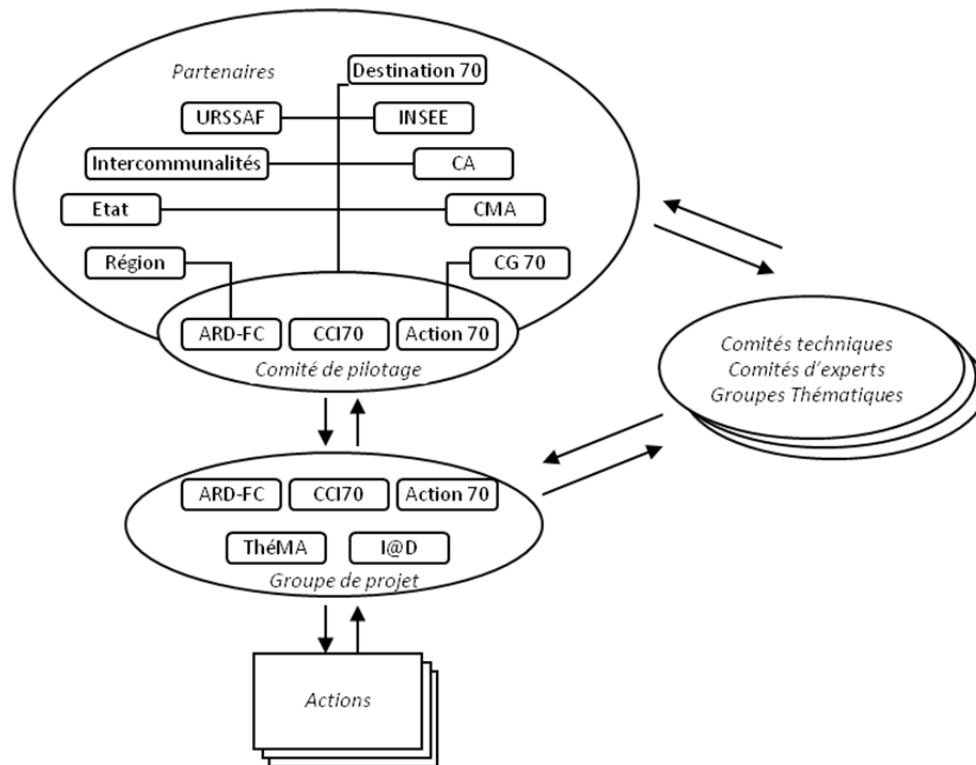 Partenaires
Destination 70
URSSAF
INSEE
Intercommunalités
CA
Etat
CMA
Région
CG 70
ARD-FC
CCI70
Action 70
Comité de pilotage
Comités techniques
Comités d'experts
Groupes Thématiques
ARD-FC
CCI70
Action 70
ThéMA
I@D
Groupe de projet
Actions